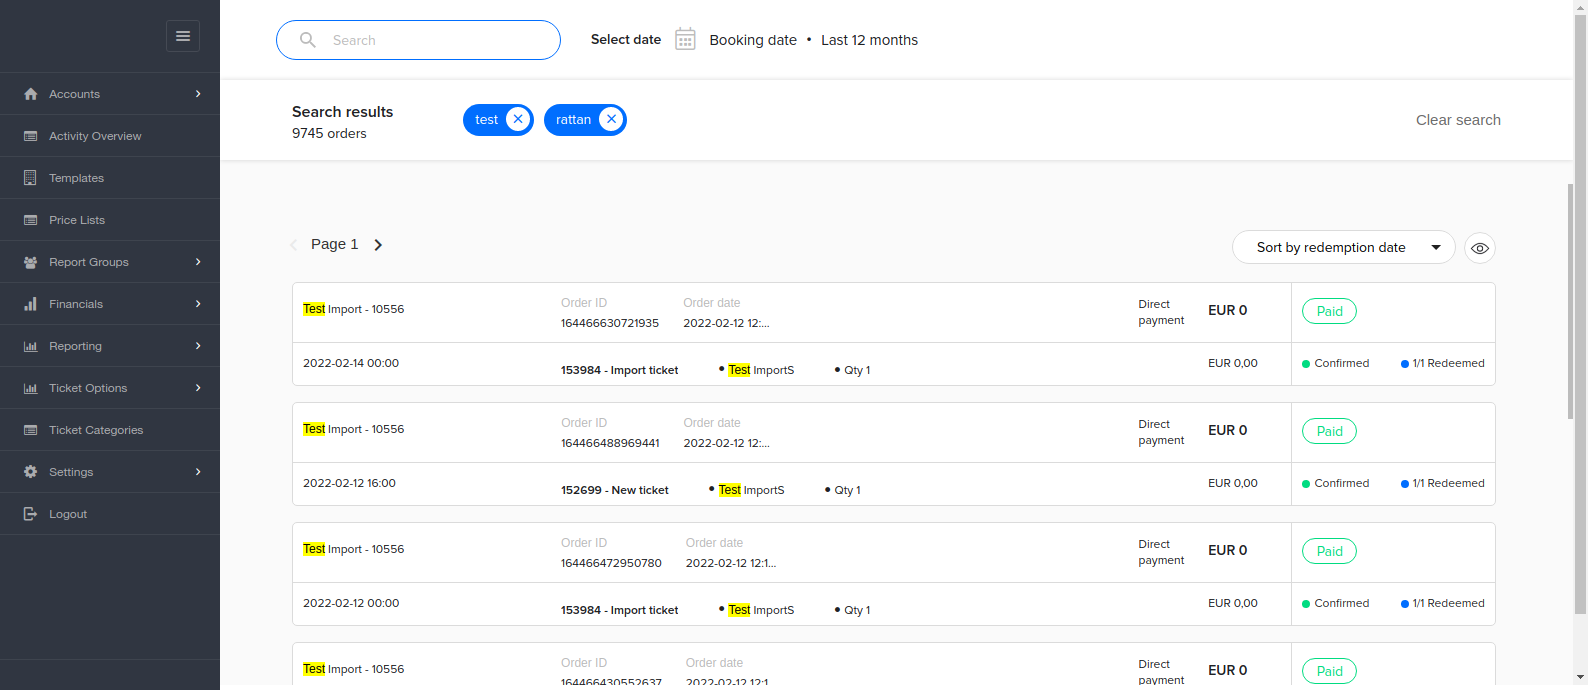 Search
Select date
Booking date • Last 12 months
Accounts
Activity Overview
Templates
Price Lists
Report Groups
Financials
Reporting
Ticket Options
Ticket Categories
Settings
Logout
Search results
9745 orders
test
rattan
Clear search
Page 1
Sort by redemption date
Test Import - 10556
Order ID
164466630721935
Order date
2022-02-12 12:...
Direct
payment
EUR 0
Paid
2022-02-14 00:00
153984 - Import ticket • Test ImportS • Qty 1
EUR 0,00
Confirmed
1/1 Redeemed
Test Import - 10556
Order ID
164466488969441
Order date
2022-02-12 12:...
Direct
payment
EUR 0
Paid
2022-02-12 16:00
152699 - New ticket • Test ImportS • Qty 1
EUR 0,00
Confirmed
1/1 Redeemed
Test Import - 10556
Order ID
164466472950780
Order date
2022-02-12 12:1...
Direct
payment
EUR 0
Paid
2022-02-12 00:00
153984 - Import ticket • Test ImportS • Qty 1
EUR 0,00
Confirmed
1/1 Redeemed
Test Import - 10556
Order ID
164466430552637
Order date
2022-02-12 12:1
Direct
payment
EUR 0
Paid